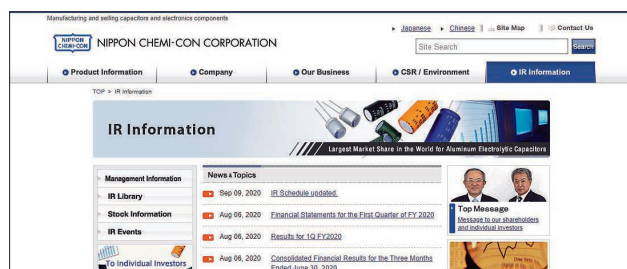 Manufacturing and selling capacitors and electronics components
Japanese Chinese Site Map Contact Us
NIPPON
CHEMI-CON
NIPPON CHEMI-CON CORPORATION
Site Search Search
Product Information Company Our Business CSR / Environment IR Information
TOP > IR Information
IR Information
Largest Market Share in the World for Aluminum Electrolytic Capacitors
Management Information
IR Library
Stock Information
IR Events
To Individual Investors
News & Topics
Sep 09, 2020 IR Schedule updated.
Aug 06, 2020 Financial Statements for the First Quarter of FY 2020
Aug 06, 2020 Results for 1Q FY2020
Aug 06, 2020 Consolidated Financial Results for the Three Months
Ended June 30, 2020
Top Message
Message to our shareholders
and individual investors